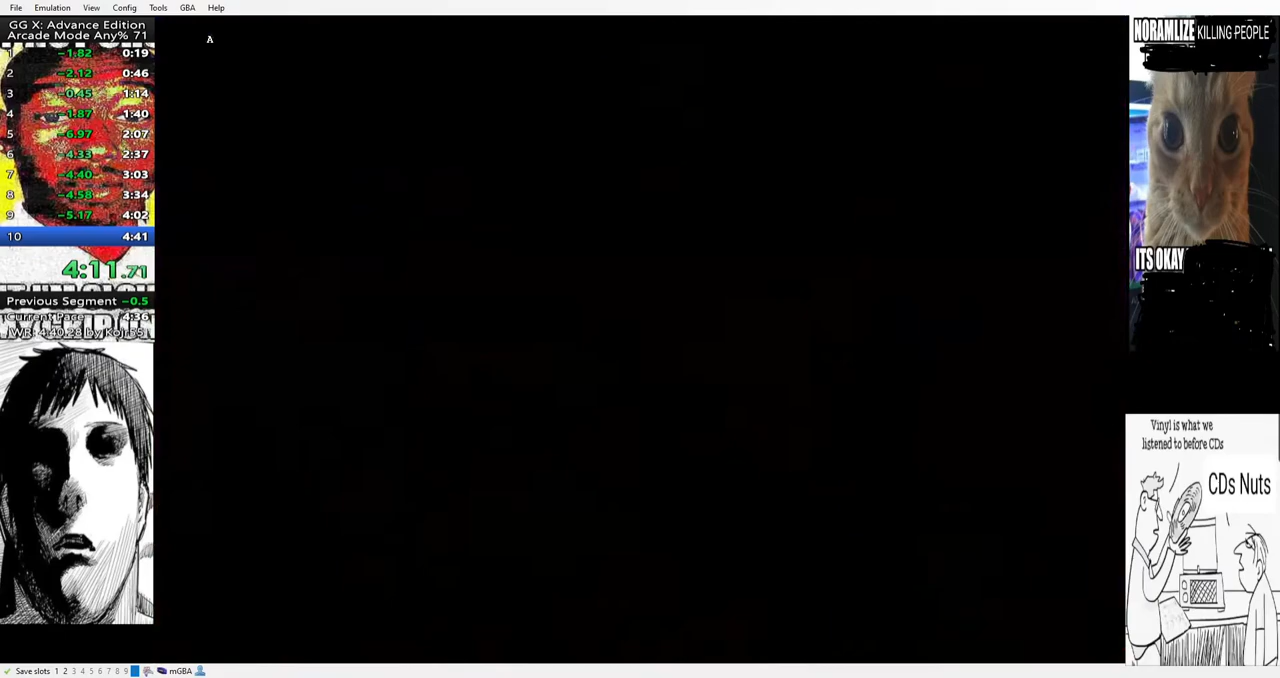 File Emulation View Config Tools GBA Help
GG X: Advance Edition
Arcade Mode Any% 71
1 -1.82 0:19
2 -2.12 0:46
3 -0.45 1:14
4 -1.87 1:40
5 -6.97 2:07
6 -4.33 2:37
7 -4.40 3:03
8 -4.58 3:34
9 -5.17 4:02
10 4:41
4:11.71
Previous Segment -0.5
Current Pace 4:36
WR: 4:40.28 by
A
NORAMLIZE KILLING PEOPLE
ITS OKAY
Vinyl is what we
listened to before CDs
CDs Nuts
Save slots 1 2 3 4 5 6 7 8 9 mGBA